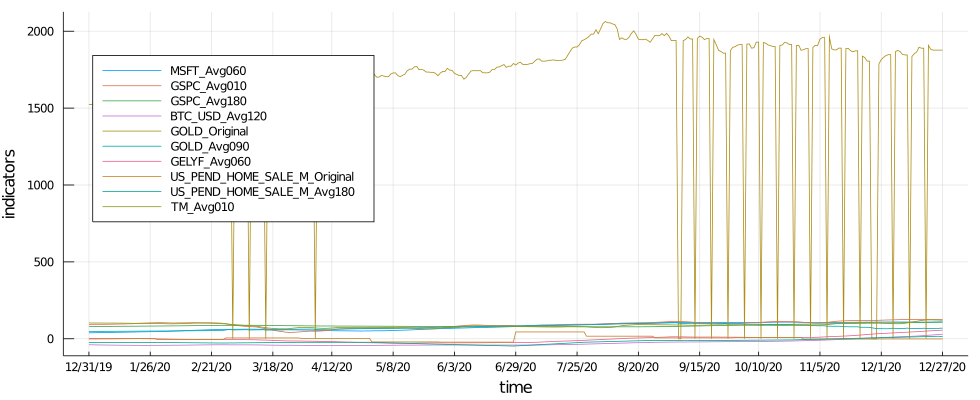 2000
1500
1000
500
0
indicators
MSFT_Avg060
GSPC_Avg010
GSPC_Avg180
BTC_USD_Avg120
GOLD_Original
GOLD_Avg090
GELYF_Avg060
US_PEND_HOME_SALE_M_Original
US_PEND_HOME_SALE_M_Avg180
TM_Avg010
12/31/19 1/26/20 2/21/20 3/18/20 4/12/20 5/8/20 6/3/20 6/29/20 7/25/20 8/20/20 9/15/20 10/10/20 11/5/20 12/1/20 12/27/20
time